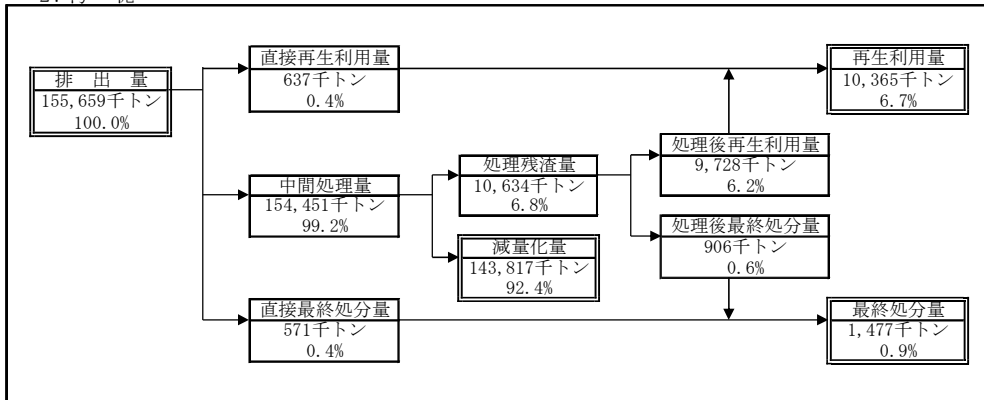 排 出 量
155,659千トン
100.0%
直接再生利用量
637千トン
0.4%
再生利用量
10,365千トン
6.7%
中間処理量
154,451千トン
99.2%
処理残渣量
10,634千トン
6.8%
処理後再生利用量
9,728千トン
6.2%
減量化量
143,817千トン
92.4%
処理後最終処分量
906千トン
0.6%
直接最終処分量
571千トン
0.4%
最終処分量
1,477千トン
0.9%